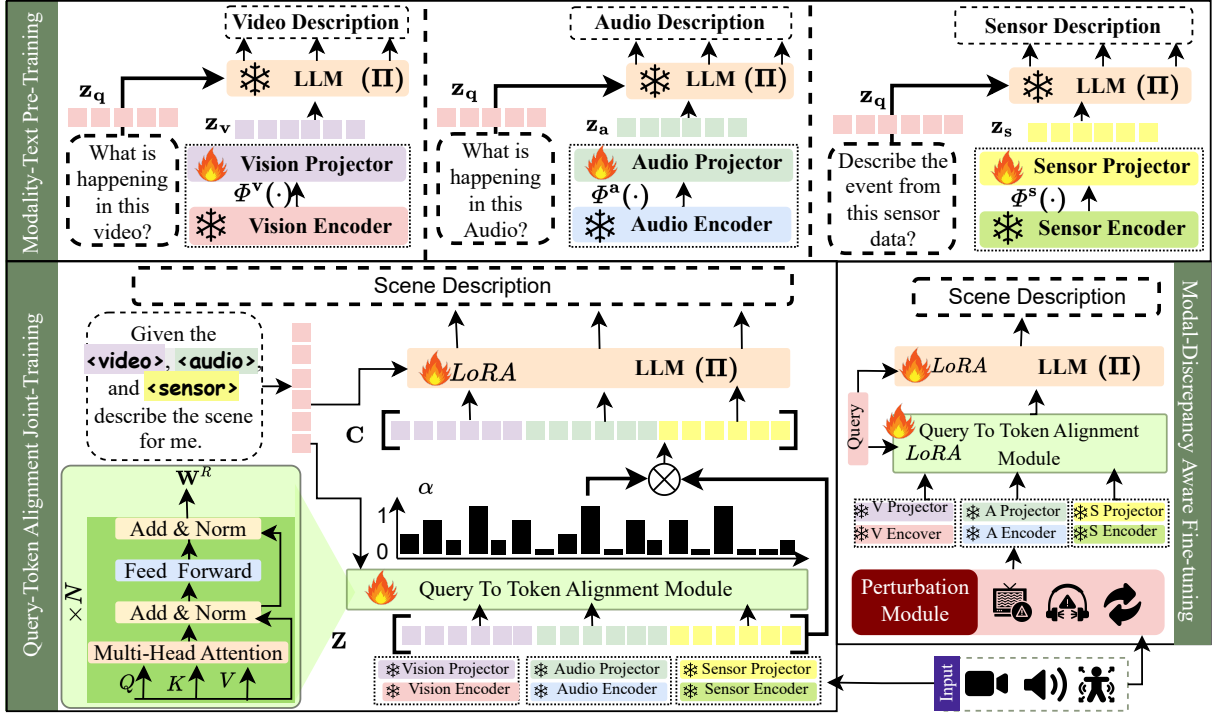 Modality-Text Pre-Training
Video Description
LLM (Π)
z_q
z_v
What is
happening
in this
video?
Vision Projector
Φ^v(·)
Vision Encoder
Audio Description
LLM (Π)
z_q
z_a
What is
happening
in this
Audio?
Audio Projector
Φ^a(·)
Audio Encoder
Sensor Description
LLM (Π)
z_q
z_s
Describe the
event from
this sensor
data?
Sensor Projector
Φ^s(·)
Sensor Encoder
Query-Token Alignment Joint-Training
Scene Description
Given the
<video>, <audio>,
and <sensor>
describe the scene
for me.
LoRA
LLM (Π)
C
α
1
0
W^R
Add & Norm
Feed Forward
Add & Norm
Multi-Head Attention
Q K V
×N
Query To Token Alignment Module
Z
Vision Projector
Vision Encoder
Audio Projector
Audio Encoder
Sensor Projector
Sensor Encoder
Modal-Discrepancy Aware Fine-tuning
Scene Description
LoRA
LLM (Π)
Query
Query To Token Alignment
LoRA
Module
V Projector
V Encover
A Projector
A Encoder
S Projector
S Encoder
Perturbation
Module
Input